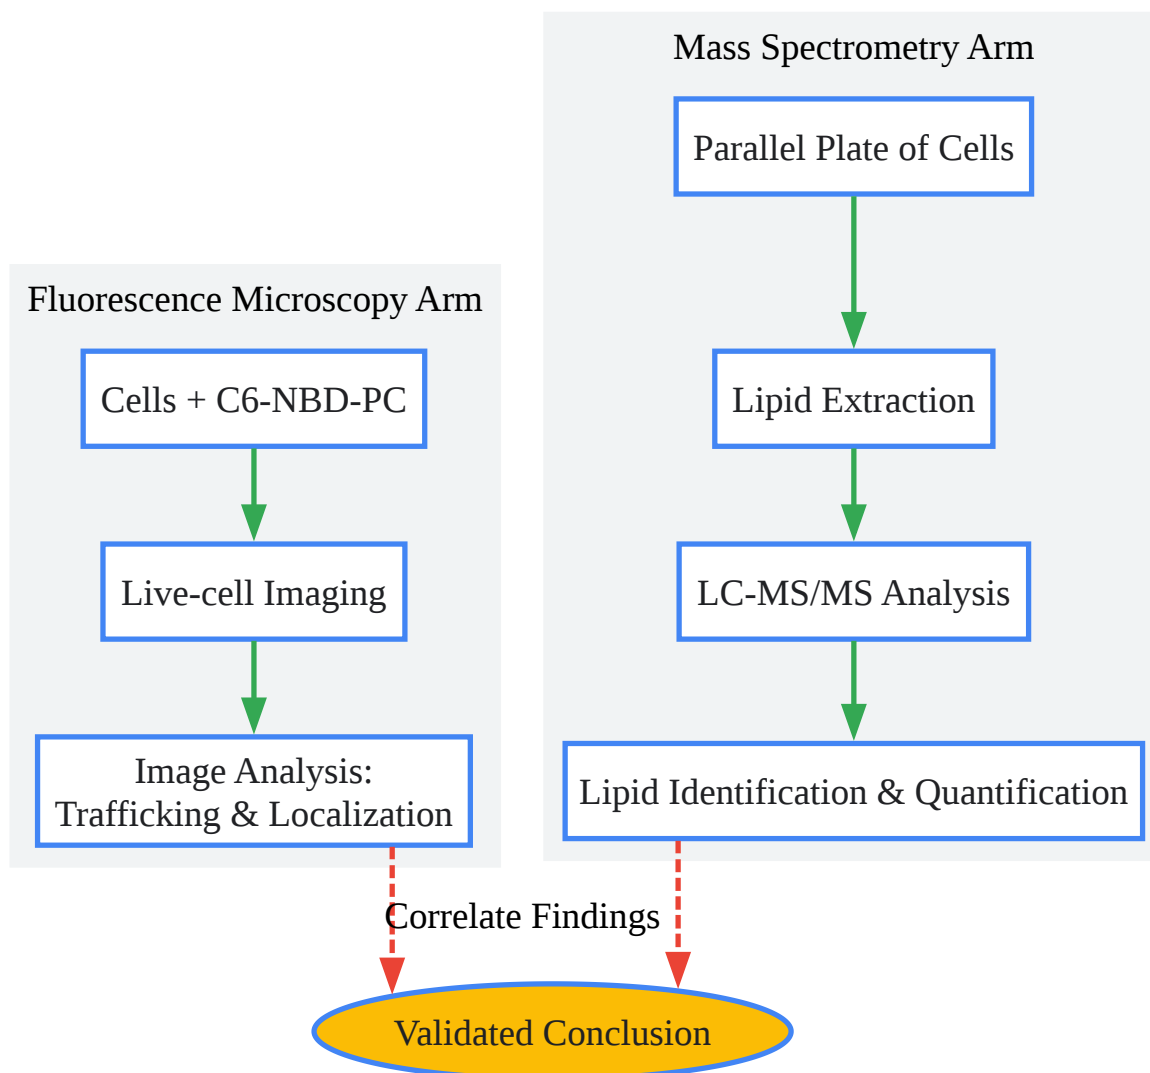 Mass Spectrometry Arm
Parallel Plate of Cells
Fluorescence Microscopy Arm
Cells + C6-NBD-PC
Lipid Extraction
Live-cell Imaging
LC-MS/MS Analysis
Image Analysis:
Trafficking & Localization
Lipid Identification & Quantification
Correlate Findings
Validated Conclusion